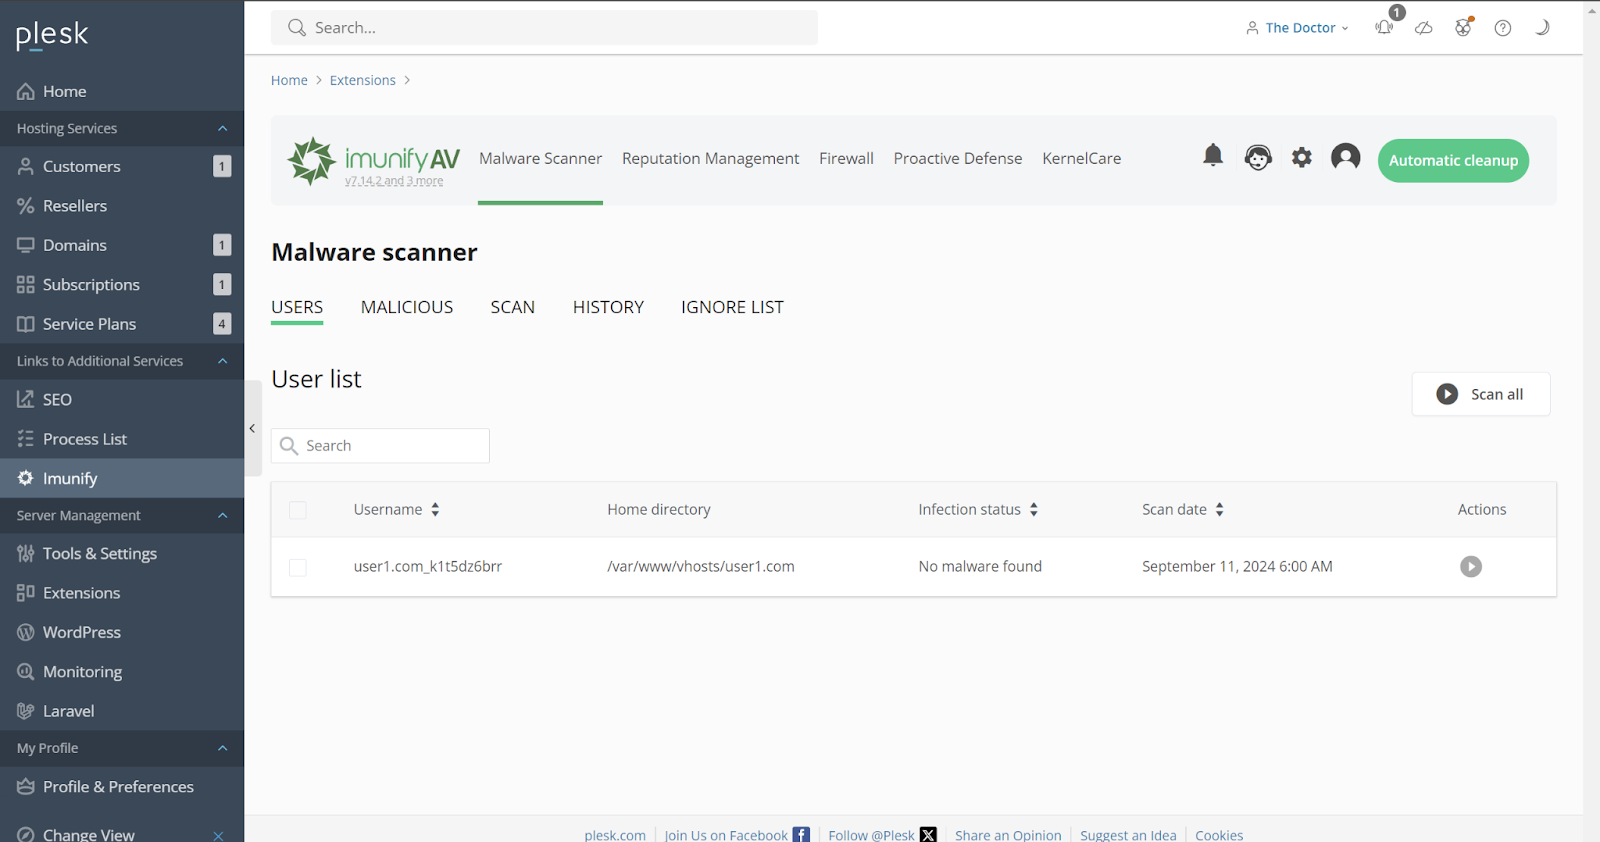 plesk
Search...
1
The Doctor
Home
Hosting Services
Customers 1
Resellers
Domains 1
Subscriptions 1
Service Plans 4
Links to Additional Services
SEO
Process List
Imunify
Server Management
Tools & Settings
Extensions
WordPress
Monitoring
Laravel
My Profile
Profile & Preferences
Change View
Home > Extensions >
imunifyAV
v7.14.2 and 3 more
Malware Scanner Reputation Management Firewall Proactive Defense KernelCare
Automatic cleanup
Malware scanner
USERS MALICIOUS SCAN HISTORY IGNORE LIST
User list
Scan all
Search
Username Home directory Infection status Scan date Actions
user1.com_k1t5dz6brr /var/www/vhosts/user1.com No malware found September 11, 2024 6:00 AM
plesk.com Join Us on Facebook Follow @Plesk Share an Opinion Suggest an Idea Cookies